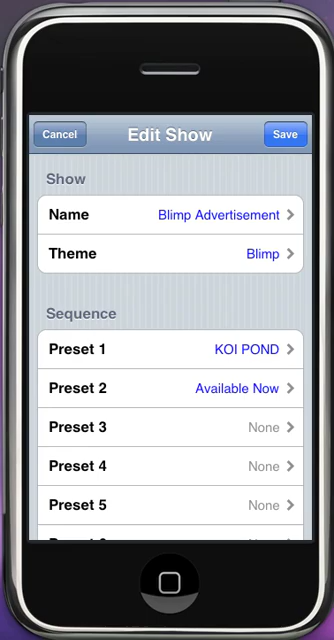 Cancel Edit Show Save
Show
Name Blimp Advertisement
Theme Blimp
Sequence
Preset 1 KOI POND
Preset 2 Available Now
Preset 3 None
Preset 4 None
Preset 5 None